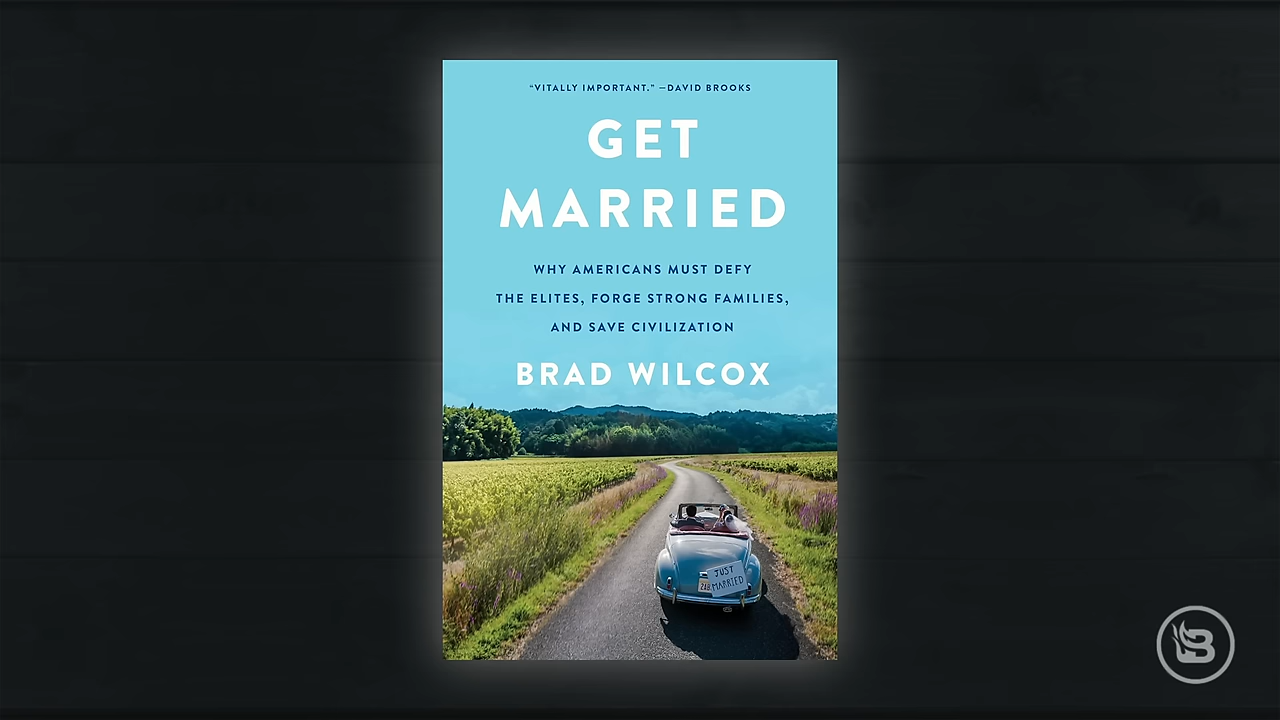 “VITALLY IMPORTANT.” —DAVID BROOKS
GET
MARRIED
WHY AMERICANS MUST DEFY
THE ELITES, FORGE STRONG FAMILIES,
AND SAVE CIVILIZATION
BRAD WILCOX
JUST
MARRIED
B